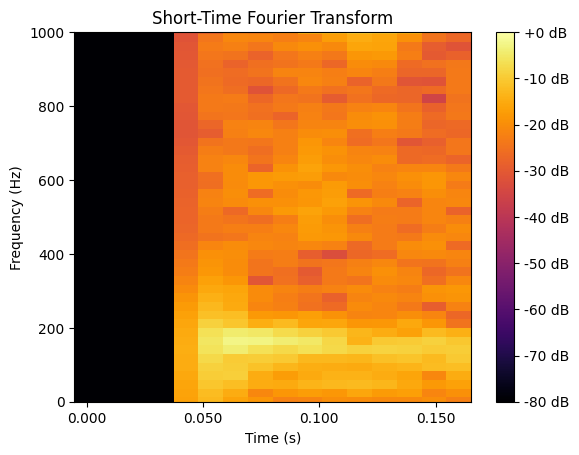 Short-Time Fourier Transform
1000
800
600
400
200
0
Frequency (Hz)
0.000
0.050
0.100
0.150
Time (s)
+0 dB
-10 dB
-20 dB
-30 dB
-40 dB
-50 dB
-60 dB
-70 dB
-80 dB